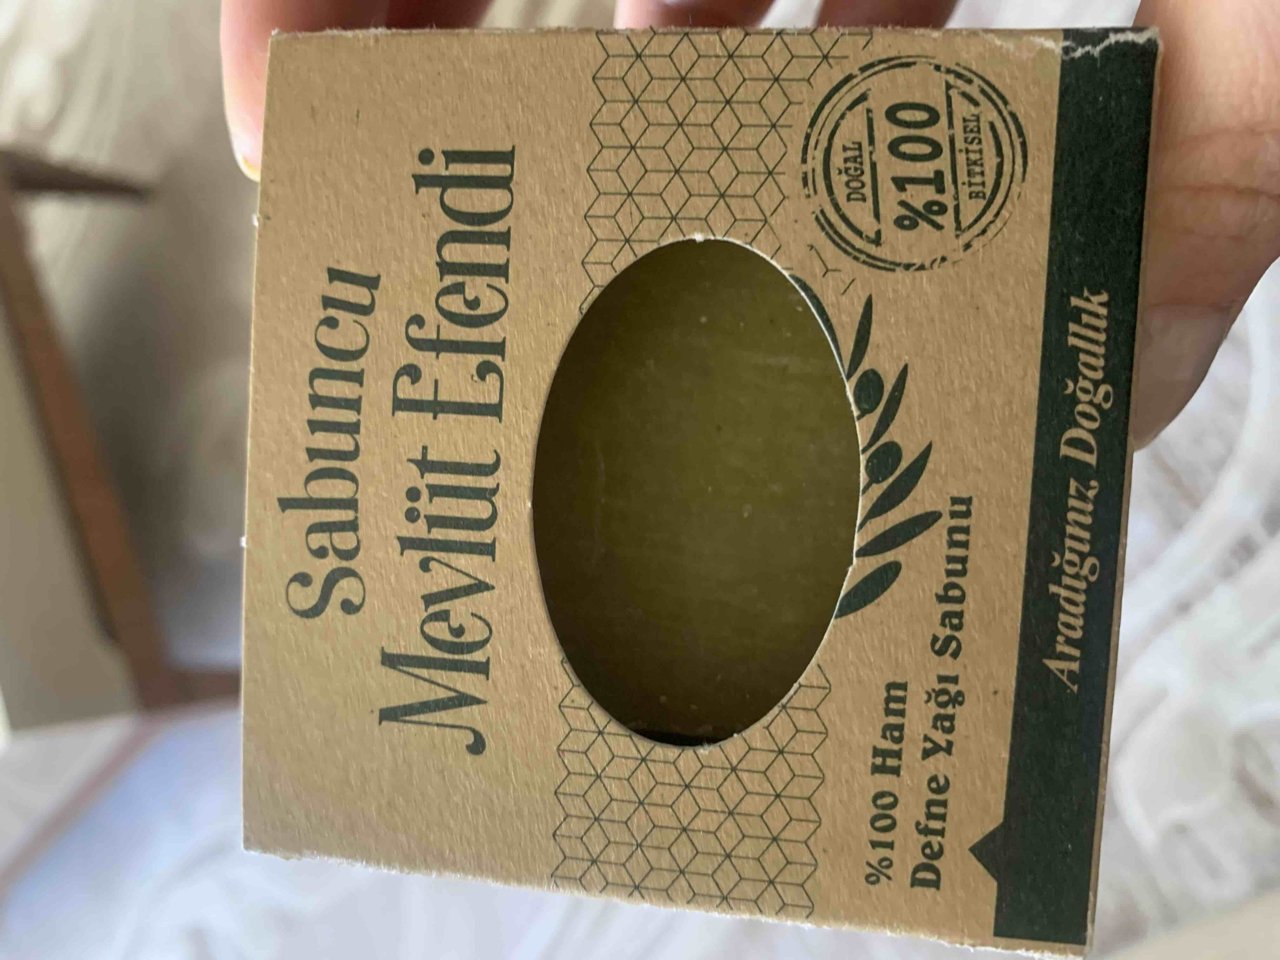 Sabuncu
Mevlüt Efendi
DOĞAL
%100
BİTKİSEL
%100 Ham
Defne Yağı Sabunu
Aradığınız Doğallık